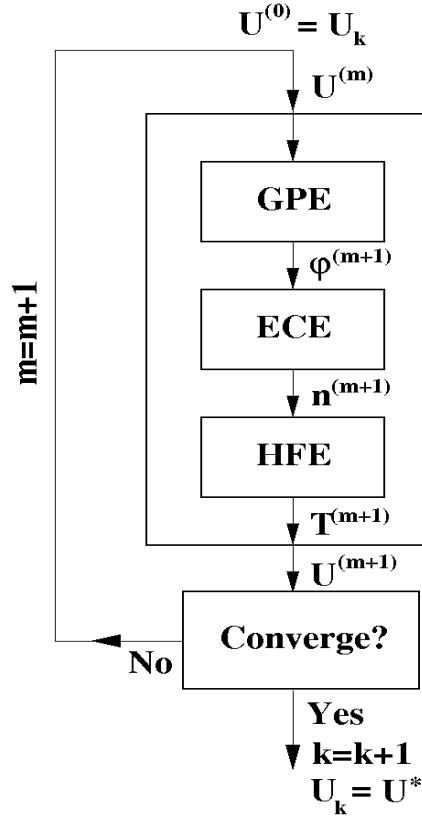 U^(0) = U_k
U^(m)
GPE
φ^(m+1)
ECE
n^(m+1)
HFE
T^(m+1)
U^(m+1)
m=m+1
Converge?
No
Yes
k=k+1
U_k = U*